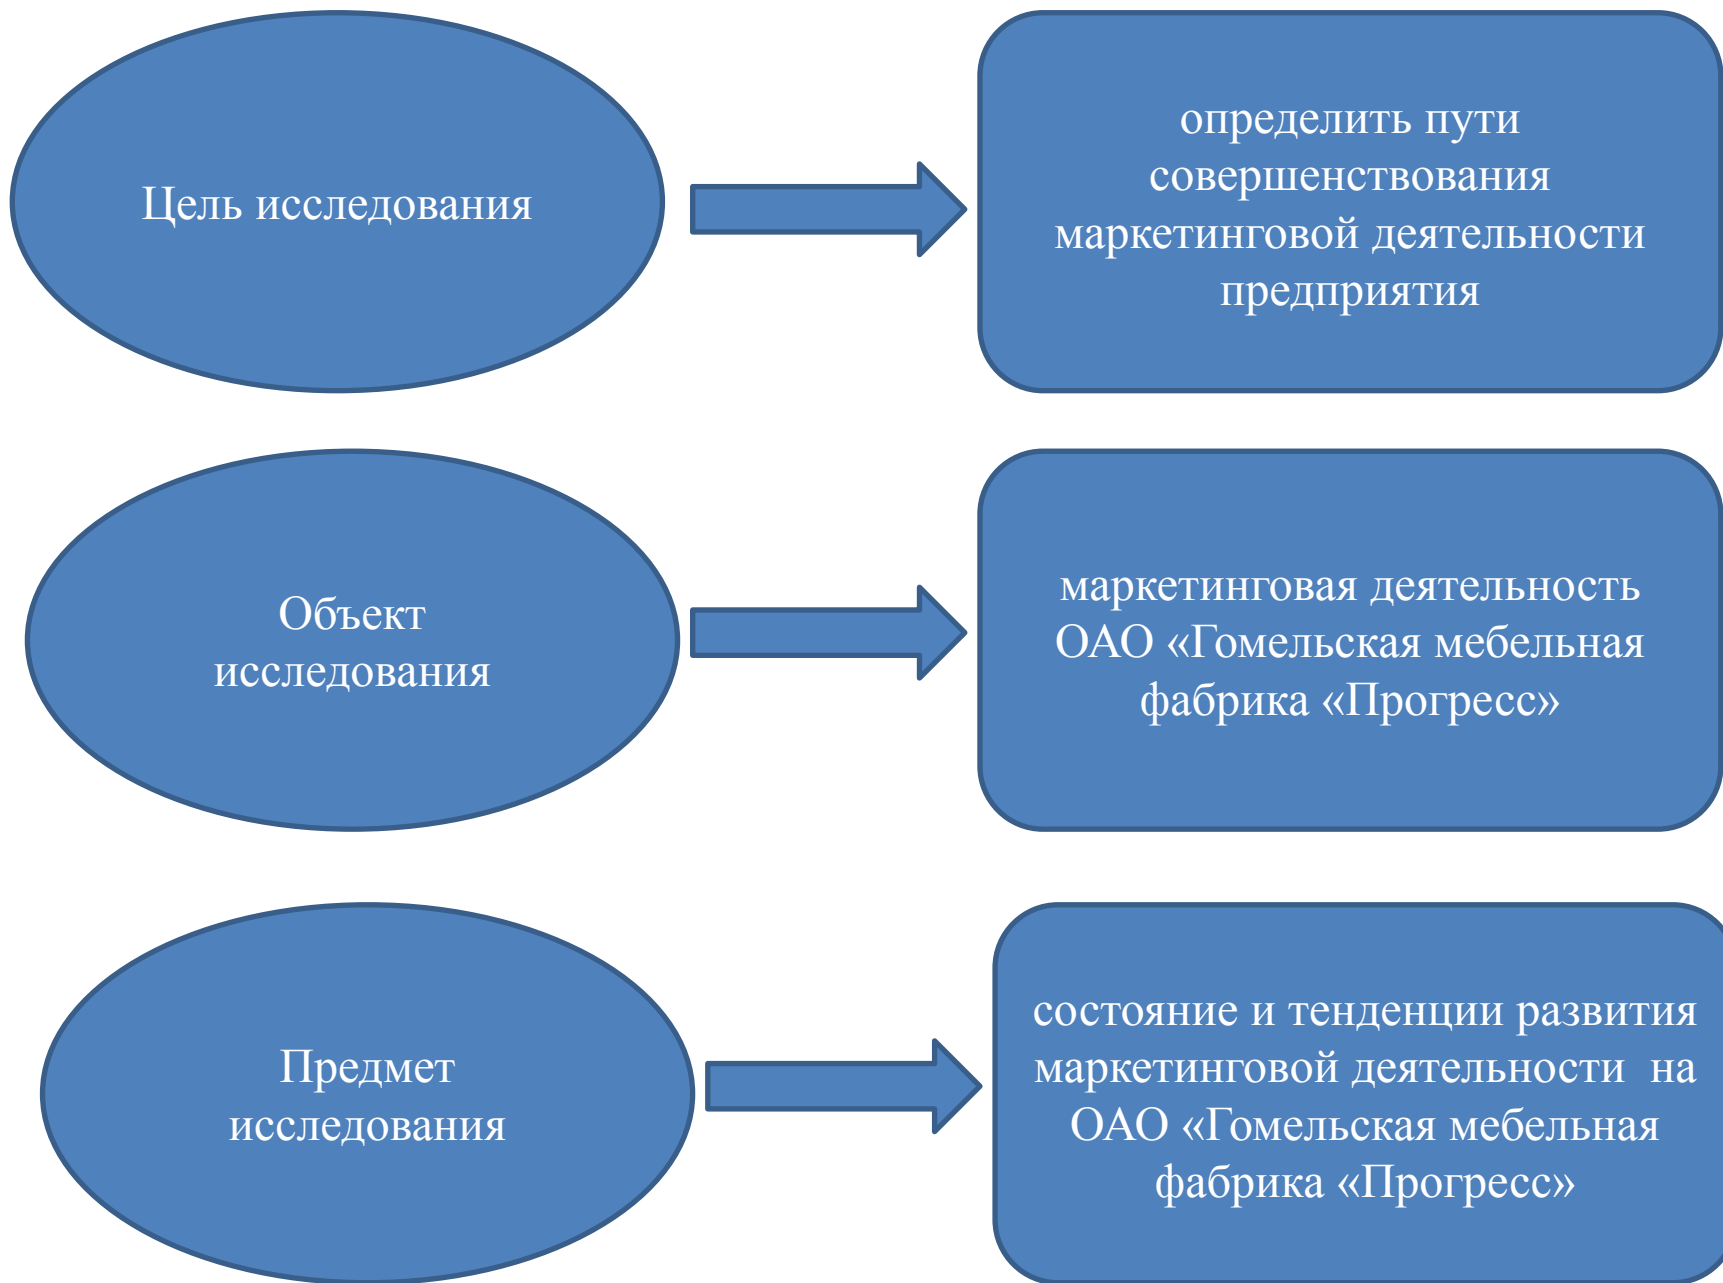 Цель исследования
определить пути
совершенствования
маркетинговой деятельности
предприятия
Объект
исследования
маркетинговая деятельность
ОАО «Гомельская мебельная
фабрика «Прогресс»
Предмет
исследования
состояние и тенденции развития
маркетинговой деятельности  на
ОАО «Гомельская мебельная
фабрика «Прогресс»